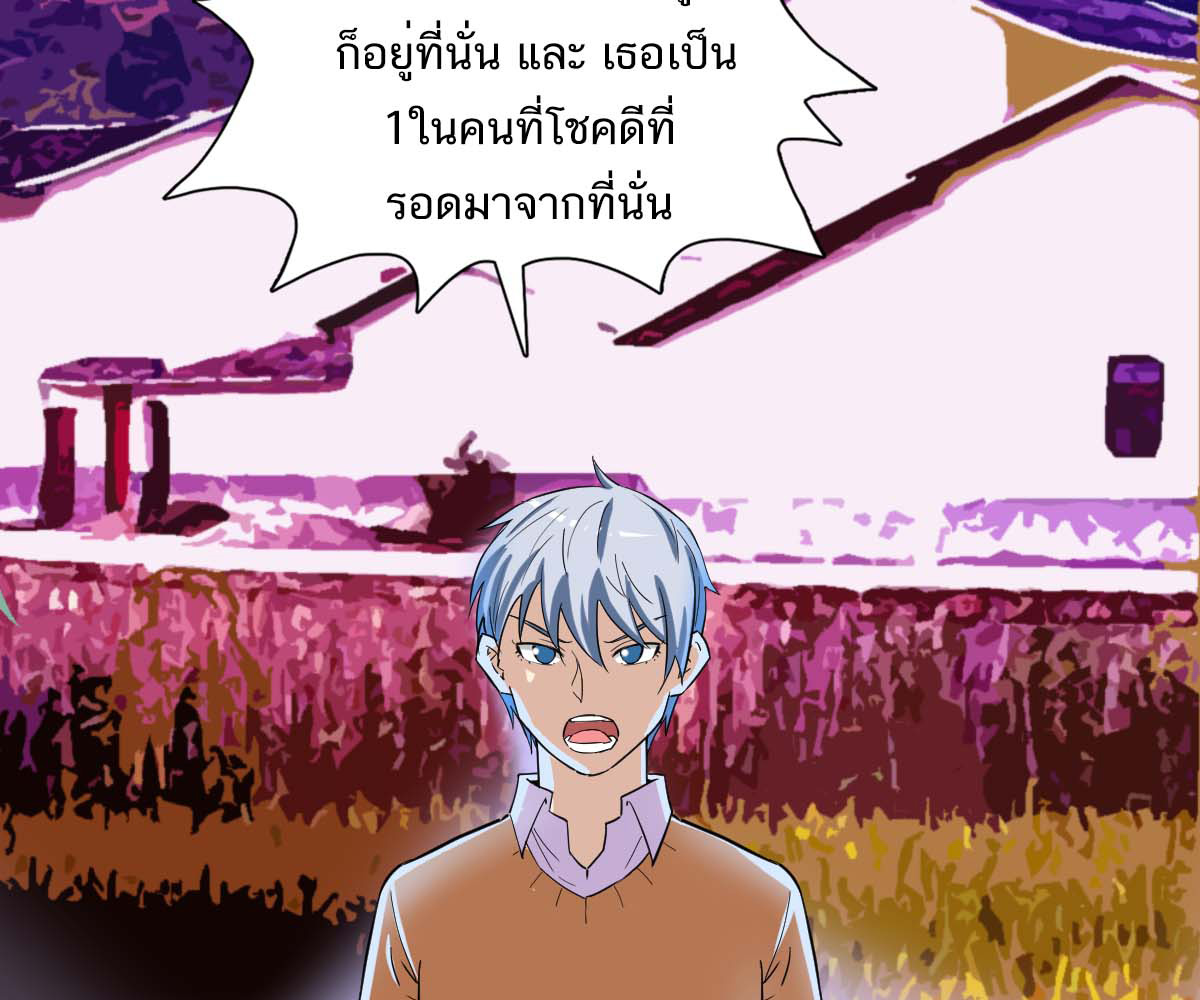 ก็อยู่ที่นั่น และ เธอเป็น
1ในคนที่โชคดีที่
รอดมาจากที่นั่น